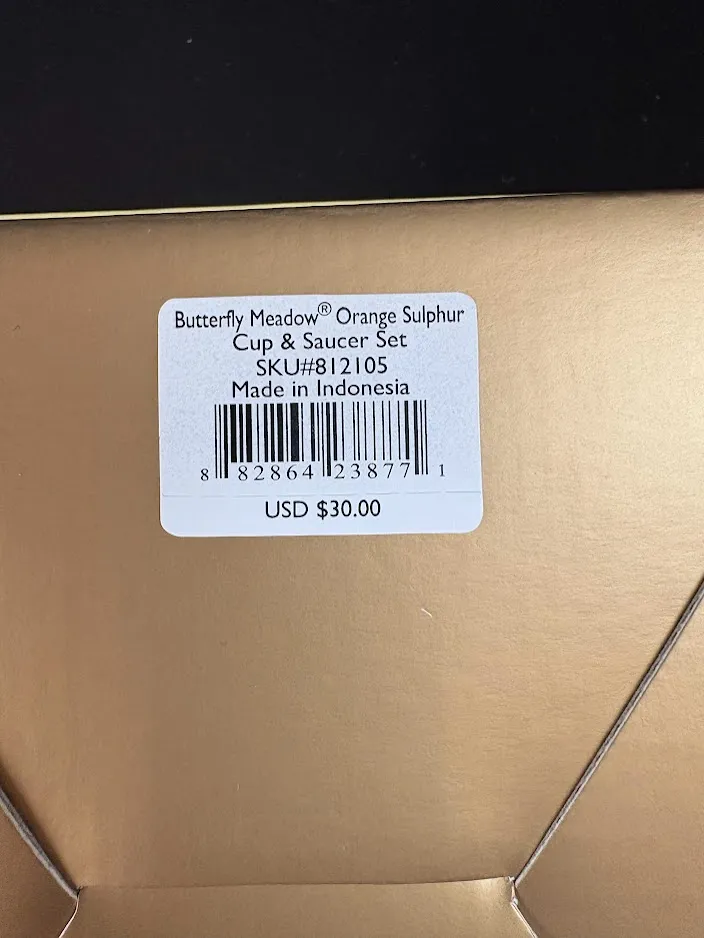 Butterfly Meadow® Orange Sulphur
Cup & Saucer Set
SKU#812105
Made in Indonesia
8 82864 23877 1
USD $30.00